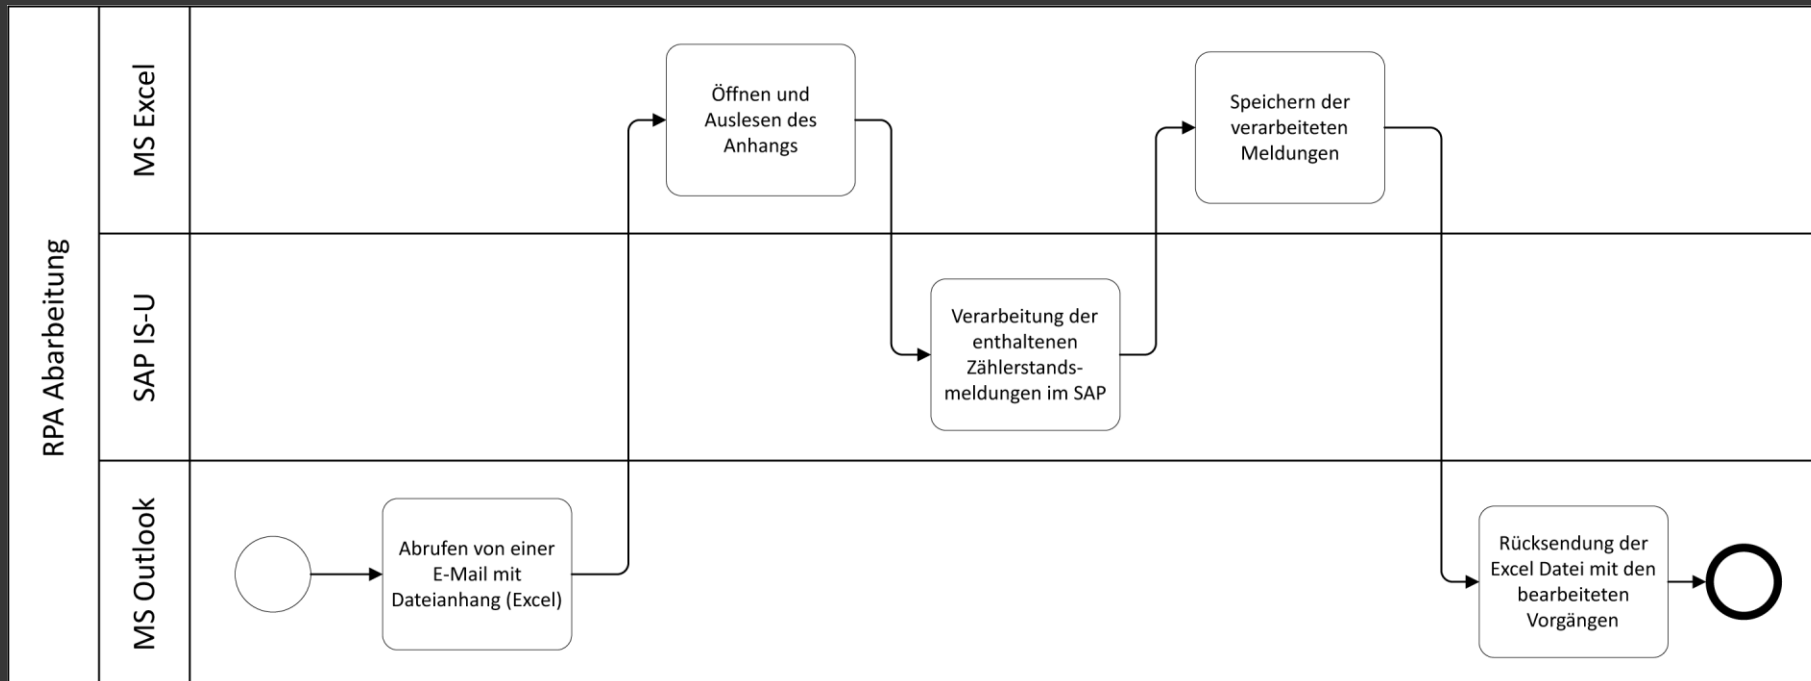 RPA Abarbeitung
MS Excel
Öffnen und
Auslesen des
Anhangs
Speichern der
verarbeiteten
Meldungen
SAP IS-U
Verarbeitung der
enthaltenen
Zählerstands-
meldungen im SAP
MS Outlook
Abrufen von einer
E-Mail mit
Dateianhang (Excel)
Rücksendung der
Excel Datei mit den
bearbeiteten
Vorgängen